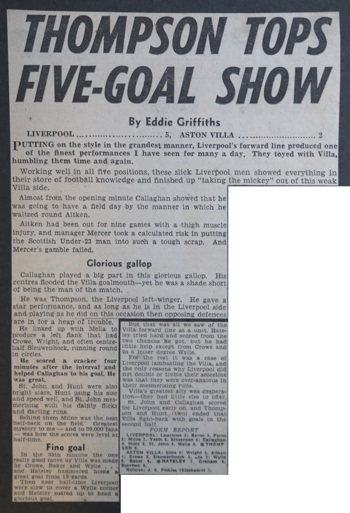 THOMPSON TOPS
FIVE-GOAL SHOW
By Eddie Griffiths
LIVERPOOL ........................ 5, ASTON VILLA ........................ 2
PUTTING on the style in the grandest manner, Liverpool's forward line produced one
of the finest performances I have seen for many a day. They toyed with Villa,
humbling them time and again.
Working well in all five positions, these slick Liverpool men showed everything in
their store of football knowledge and finished up "taking the mickey" out of this weak
Villa side.
Almost from the opening minute Callaghan showed that he
was going to have a field day by the manner in which he
waltzed round Aitken.
Aitken had been out for nine games with a thigh muscle
injury, and manager Mercer took a calculated risk in putting
the Scottish Under-23 man into such a tough scrap. And
Mercer's gamble failed.
Glorious gallop
Callaghan played a big part in this glorious gallop. His
centres flooded the Villa goalmouth—yet he was a shade short
of being the man of the match.
He was Thompson, the Liverpool left-winger. He gave a
star performance, and as long as he is in the Liverpool side
and playing as he did on this occasion then opposing defences
are in for a heap of trouble.
He linked up with Melia to
produce a left flank that had
Crowe, Wright, and often centre-
half Sleeuwenhoek, running round
in circles.
He scored a cracker four
minutes after the interval and
helped Callaghan to his goal. He
was great.
St. John and Hunt were also
bright stars, Hunt using his size
and speed well, and St. John mes-
merising with his dainty flicks
and darting runs.
Behind them Milne was the best
half-back on the field. Greatest
mystery to me — and to 
was how the scores were level at
half-time.
Fine goal
In the 35th minute the one
really good move by Villa was made
by Crowe, Baker and Wylie . . .
and Hateley hammered home a
great goal from 18 yards.
Then near half-time Liverpool
were slow to cover a Wylie corner
and Hateley soared up to head a
glorious goal.
But that was all we saw of the
Villa forward line as a unit. Hate-
ley tried hard and scored from the
two chances he got, but he had
little help except from Crowe and
at a lesser degree Wylie.
For the rest it was a case of
Liverpool lambasting Villa, and
the only reasons why Liverpool did
not double or treble their scoreline
was that they were over-anxious in
their mesmerising runs.
Villa's greatest ally was
tion—they had little else to offer.
St. John and Callaghan scored
for Liverpool early on, and Thomp-
son and Hunt (two) ended that
Villa fight-back with goals in the
second half.
FORM REPORT